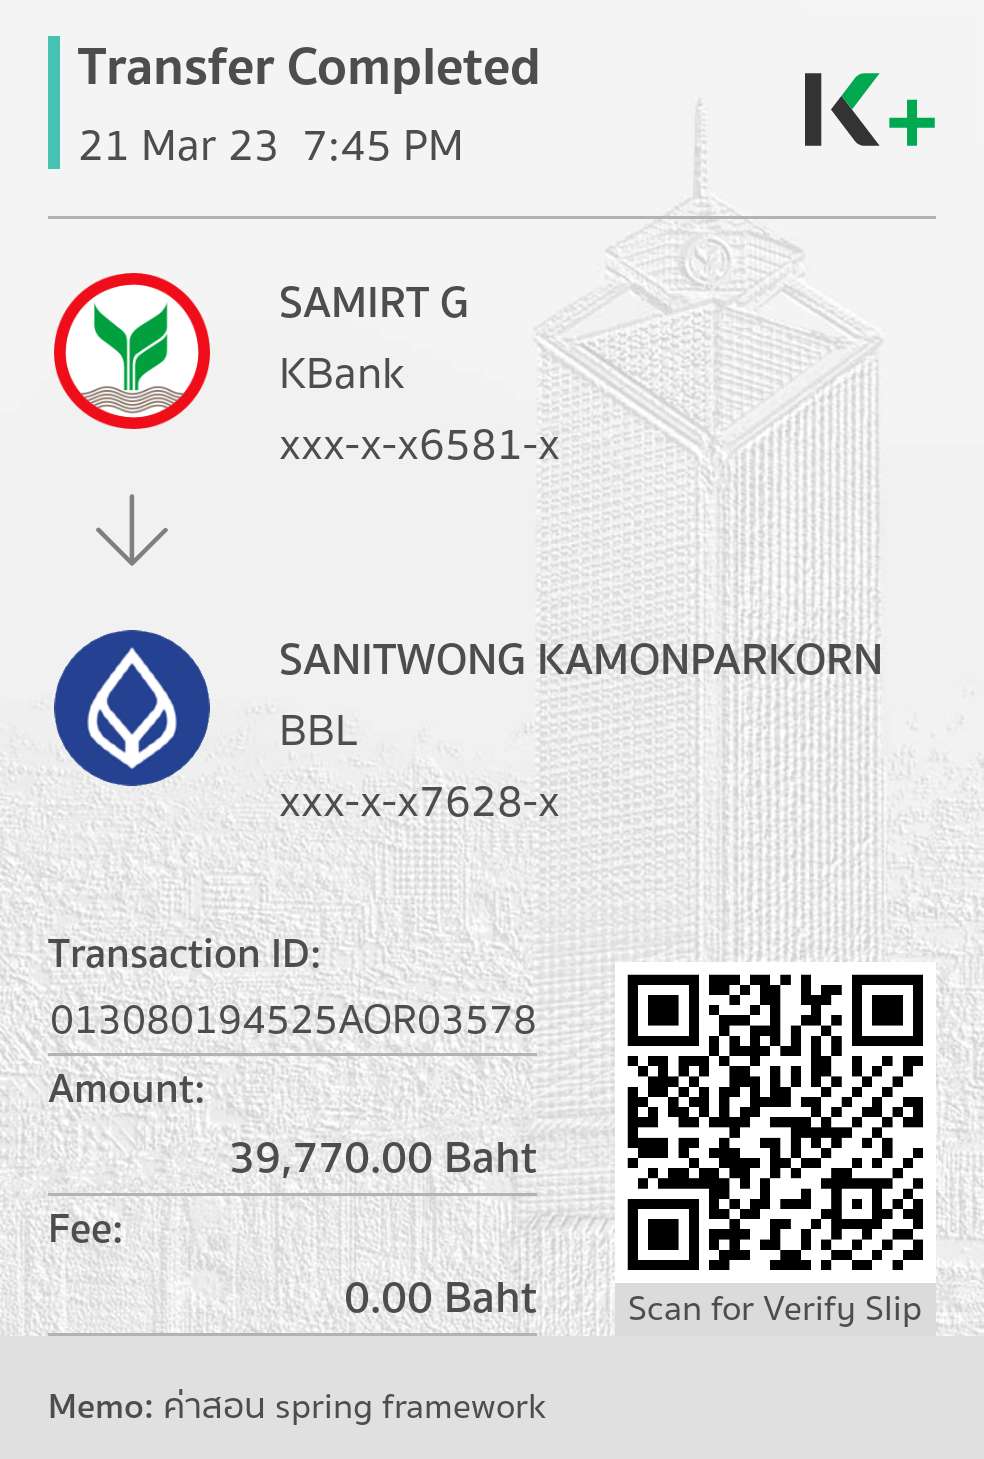 Transfer Completed
21 Mar 23 7:45 PM
K+
SAMIRT G
KBank
xxx-x-x6581-x
SANITWONG KAMONPARKORN
BBL
xxx-x-x7628-x
Transaction ID:
013080194525AOR03578
Amount:
39,770.00 Baht
Fee:
0.00 Baht
Scan for Verify Slip
Memo: ค่าสอน spring framework